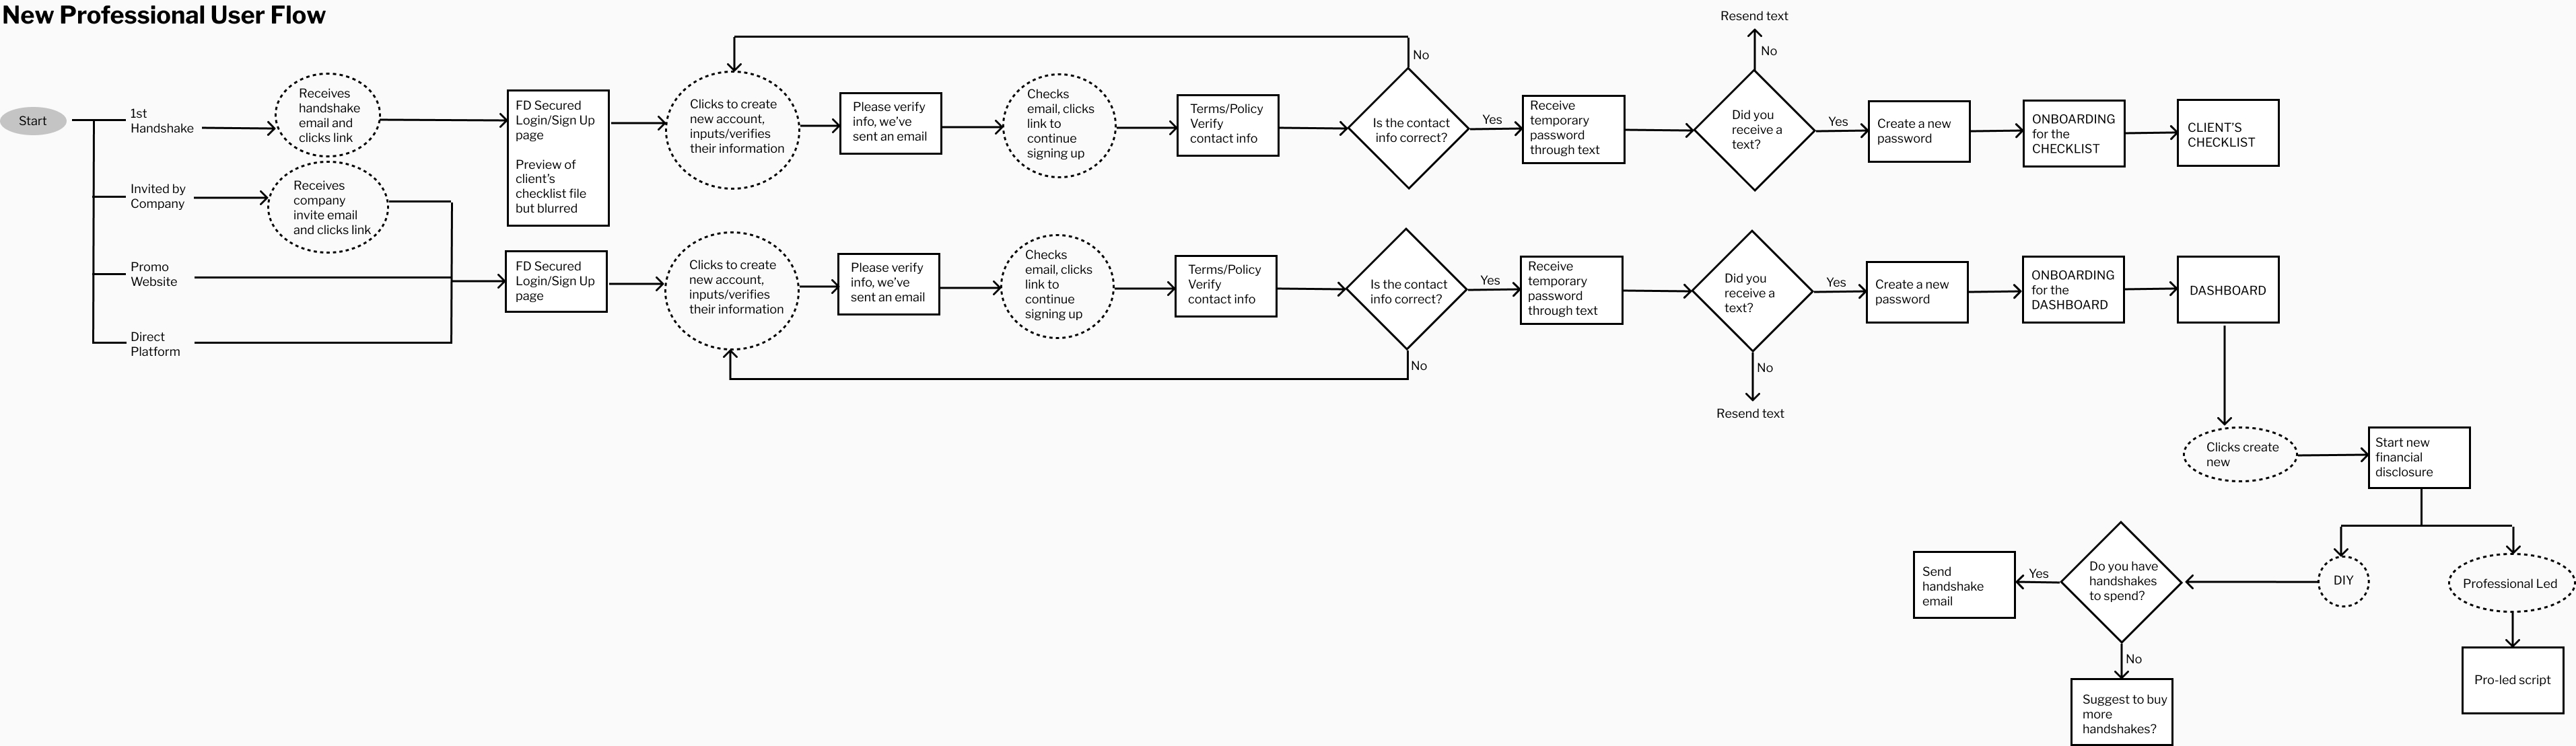 New Professional User Flow
Start
1st
Handshake
Receives
handshake
email and
clicks link
FD Secured
Login/Sign Up
page
Preview of
client's
checklist file
but blurred
Clicks to create
new account,
inputs/verifies
their information
Please verify
info, we've
sent an email
Checks
email, clicks
link to
continue
signing up
Terms/Policy
Verify
contact info
Is the contact
info correct?
No
Yes
Receive
temporary
password
through text
Did you
receive a
text?
No
Resend text
Yes
Create a new
password
ONBOARDING
for the
CHECKLIST
CLIENT'S
CHECKLIST
Invited by
Company
Receives
company
invite email
and clicks link
Promo
Website
Direct
Platform
FD Secured
Login/Sign Up
page
Clicks to create
new account,
inputs/verifies
their information
Please verify
info, we've
sent an email
Checks
email, clicks
link to
continue
signing up
Terms/Policy
Verify
contact info
Is the contact
info correct?
No
Yes
Receive
temporary
password
through text
Did you
receive a
text?
No
Resend text
Yes
Create a new
password
ONBOARDING
for the
DASHBOARD
DASHBOARD
Clicks create
new
Start new
financial
disclosure
DIY
Professional Led
Do you have
handshakes
to spend?
Yes
Send
handshake
email
No
Suggest to buy
more
handshakes?
Pro-led script